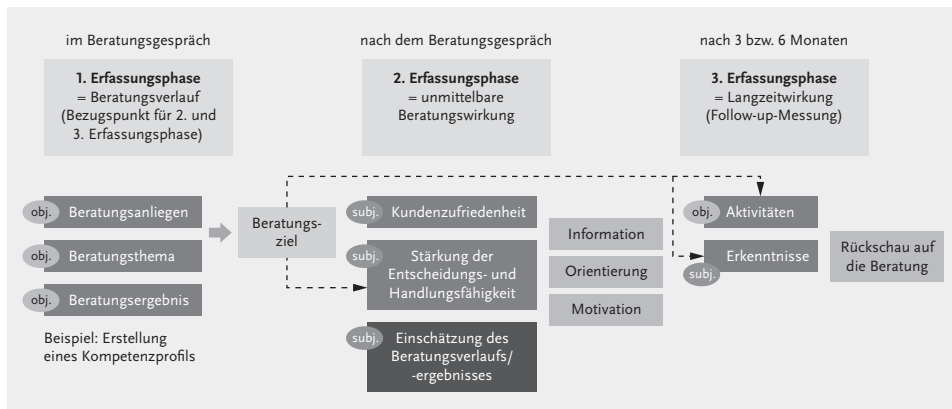 im Beratungsgespräch
1. Erfassungsphase
= Beratungsverlauf
(Bezugspunkt für 2. und
3. Erfassungsphase)
nach dem Beratungsgespräch
2. Erfassungsphase
= unmittelbare
Beratungswirkung
nach 3 bzw. 6 Monaten
3. Erfassungsphase
= Langzeitwirkung
(Follow-up-Messung)
obj. Beratungsanliegen
obj. Beratungsthema
obj. Beratungsergebnis
Beispiel: Erstellung
eines Kompetenzprofils
Beratungs-
ziel
subj. Kundenzufriedenheit
subj. Stärkung der
Entscheidungs- und
Handlungsfähigkeit
subj. Einschätzung des
Beratungsverlaufs/
-ergebnisses
Information
Orientierung
Motivation
obj. Aktivitäten
Erkenntnisse
subj.
Rückschau auf
die Beratung